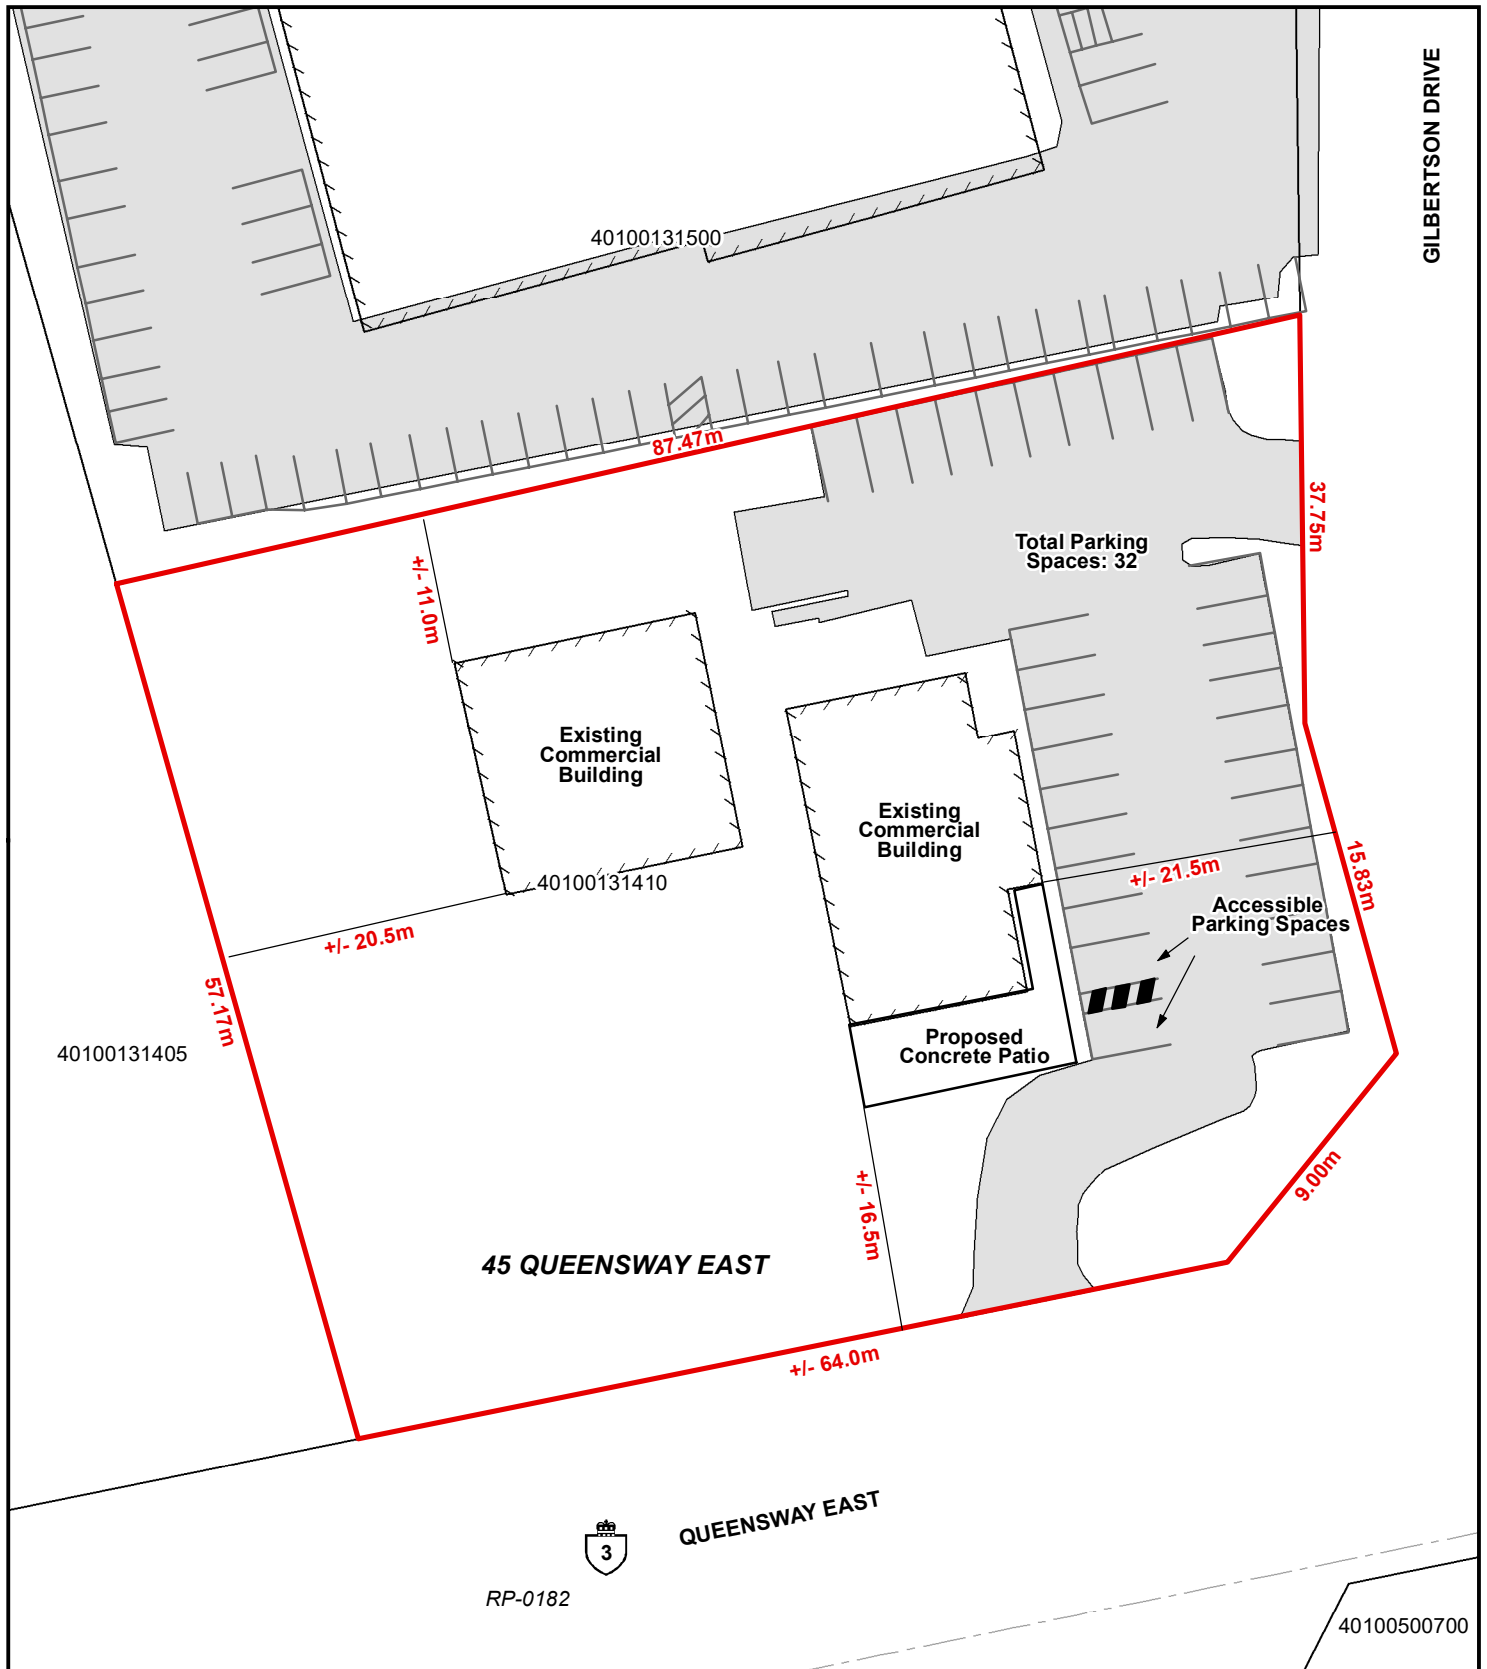 GILBERTSON DRIVE
40100131500
87.47m
37.75m
Total Parking
Spaces: 32
+/- 11.0m
Existing
Commercial
Building
Existing
Commercial
Building
40100131410
+/- 21.5m
15.83m
Accessible
Parking Spaces
+/- 20.5m
57.17m
40100131405
Proposed
Concrete Patio
9.00m
+/- 16.5m
45 QUEENSWAY EAST
+/- 64.0m
QUEENSWAY EAST
3
RP-0182
40100500700